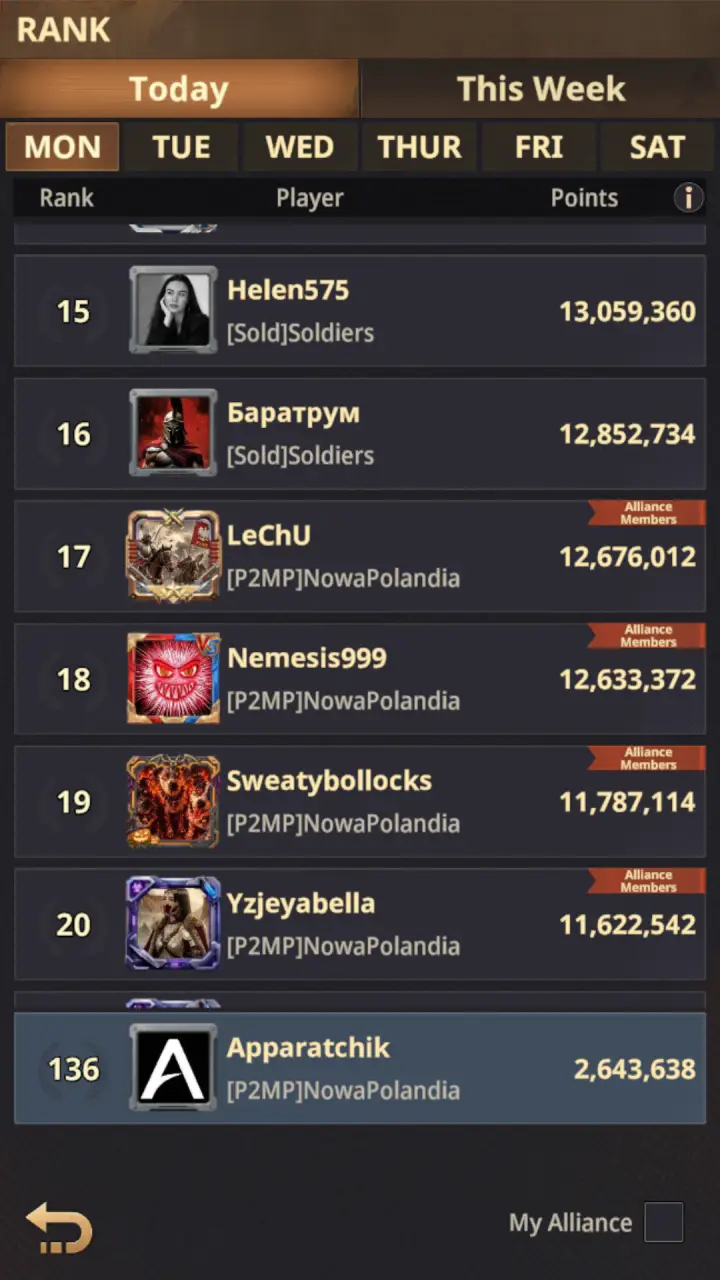 RANK
Today
This Week
MON
TUE
WED
THUR
FRI
SAT
Rank
Player
Points
i
15
Helen575
[Sold]Soldiers
13,059,360
16
Баратрум
[Sold]Soldiers
12,852,734
Alliance
Members
17
LeChU
[P2MP]NowaPolandia
12,676,012
Alliance
Members
18
VS
Nemesis999
[P2MP]NowaPolandia
12,633,372
Alliance
Members
19
Sweatybollocks
[P2MP]NowaPolandia
11,787,114
Alliance
Members
20
Yzjeyabella
[P2MP]NowaPolandia
11,622,542
136
A
Apparatchik
[P2MP]NowaPolandia
2,643,638
My Alliance